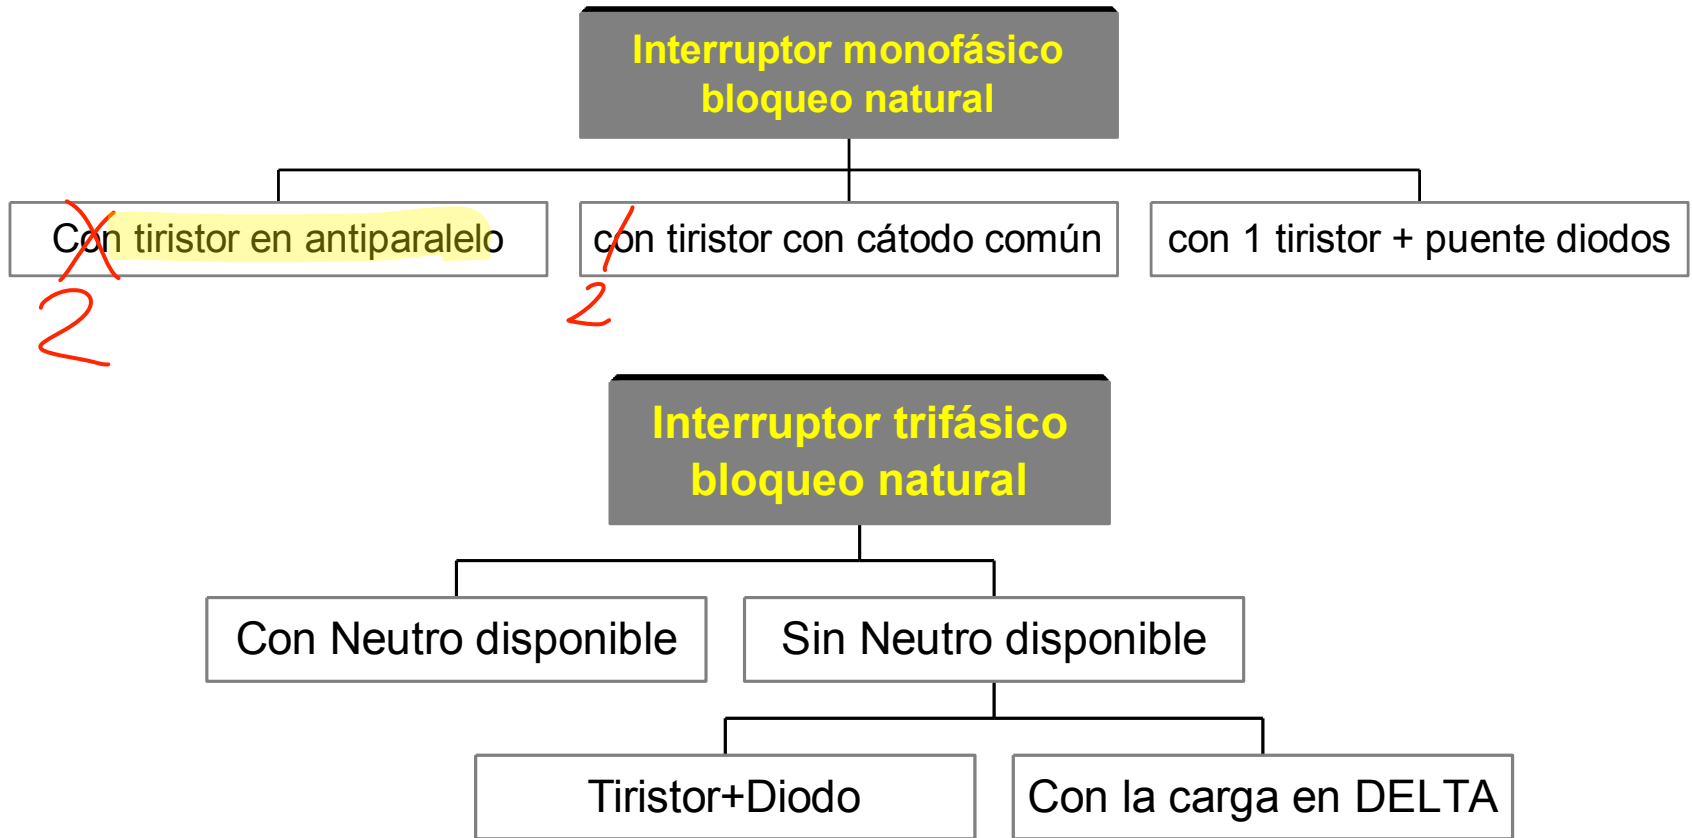 Interruptor monofásico
bloqueo natural
Con tiristor en antiparalelo
con tiristor con cátodo común
con 1 tiristor + puente diodos
2
2
Interruptor trifásico
bloqueo natural
Con Neutro disponible
Sin Neutro disponible
Tiristor+Diodo
Con la carga en DELTA